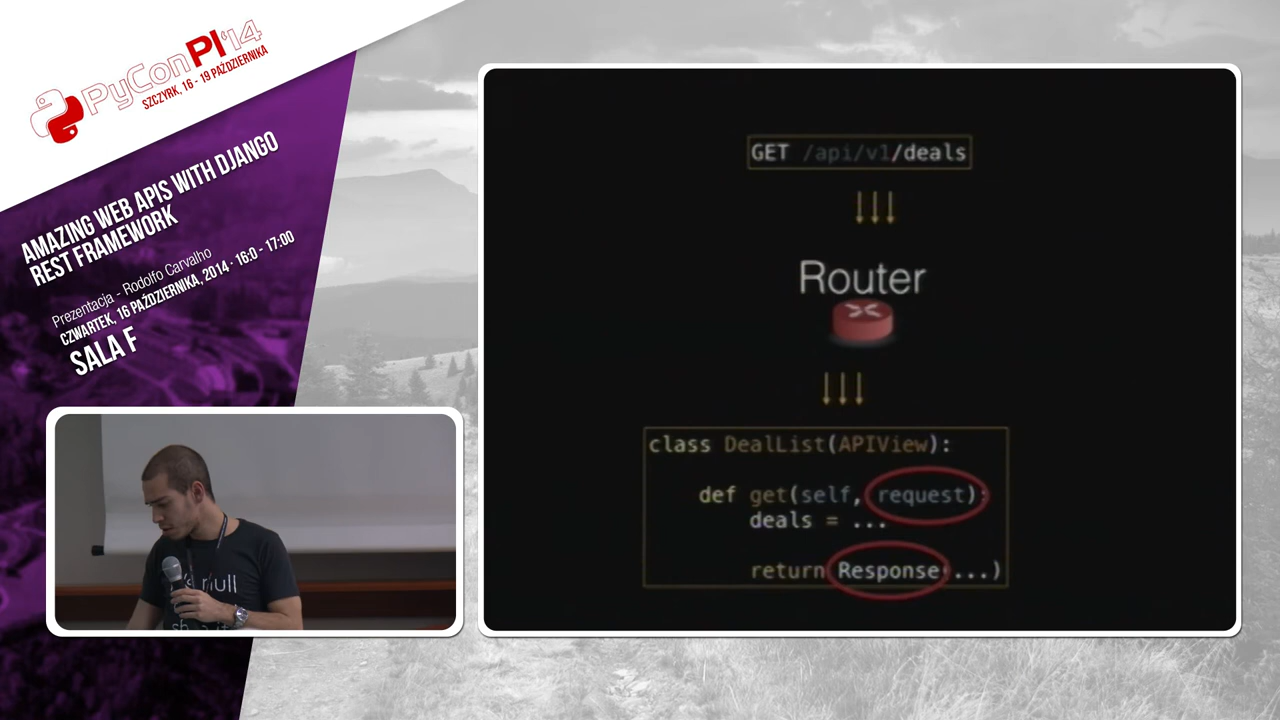 PyConPl'14
SZCZYRK, 16 - 19 PAŹDZIERNIKA
AMAZING WEB APIS WITH DJANGO
REST FRAMEWORK
Prezentacja - Rodolfo Carvalho
CZWARTEK, 16 PAŹDZIERNIKA, 2014 · 16:0 - 17:00
SALA F
GET /api/v1/deals
Router
class DealList(APIView):
def get(self, request):
deals = ...
return Response(...)